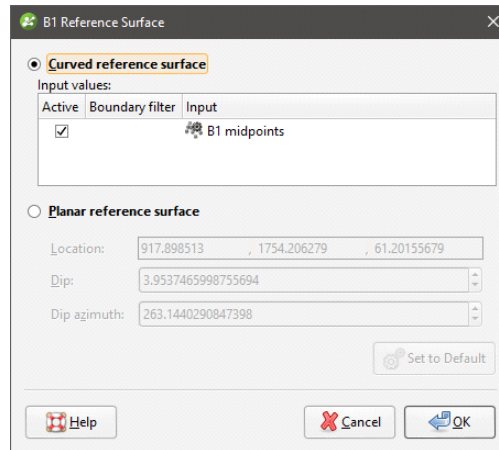 B1 Reference Surface
Curved reference surface
Input values:
Active Boundary filter Input
B1 midpoints
Planar reference surface
Location: 917.898513 , 1754.206279 , 61.20155679
Dip: 3.9537465998755694
Dip azimuth: 263.1440290847398
Set to Default
Help Cancel OK